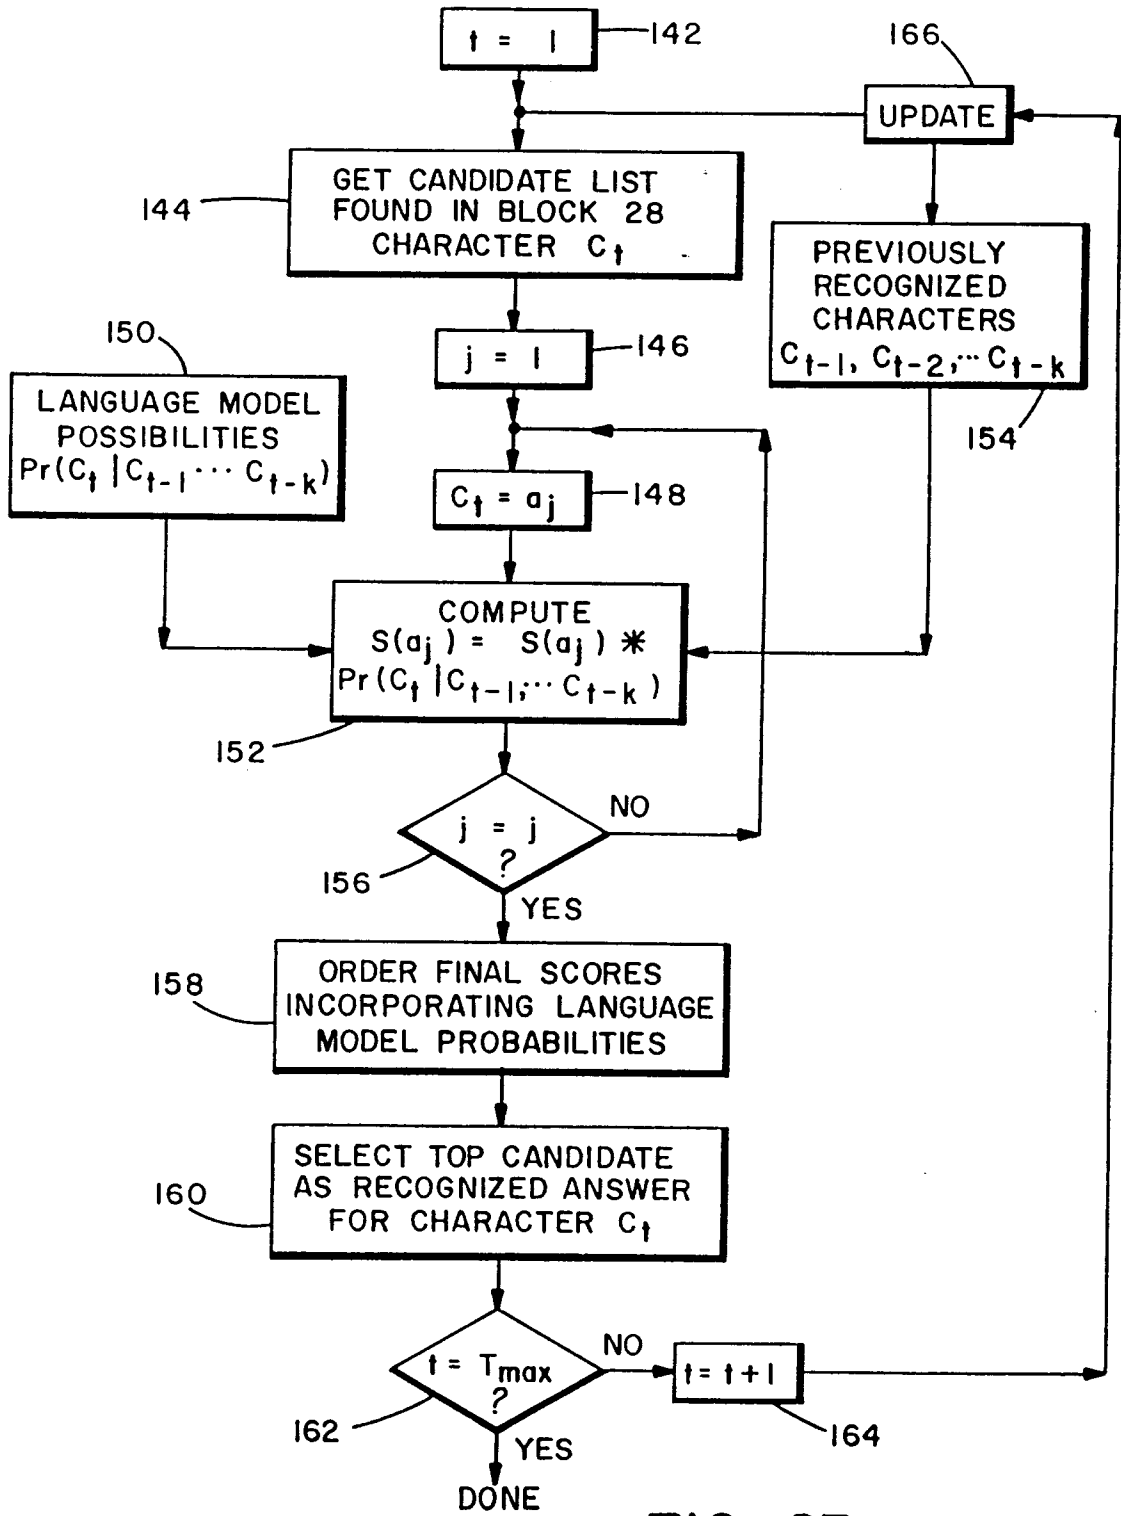 t = 1
142
166
UPDATE
144
GET CANDIDATE LIST
FOUND IN BLOCK 28
CHARACTER Ct
PREVIOUSLY
RECOGNIZED
CHARACTERS
Ct-1, Ct-2,... Ct-k
154
150
j = 1
146
LANGUAGE MODEL
POSSIBILITIES
Pr(Ct|Ct-1 ... Ct-k)
Ct = aj
148
COMPUTE
S(aj) = S(aj) *
Pr(Ct|Ct-1,... Ct-k)
152
j = j
?
NO
156
YES
158
ORDER FINAL SCORES
INCORPORATING LANGUAGE
MODEL PROBABILITIES
160
SELECT TOP CANDIDATE
AS RECOGNIZED ANSWER
FOR CHARACTER Ct
t = Tmax
?
NO
t = t+1
162
164
YES
DONE